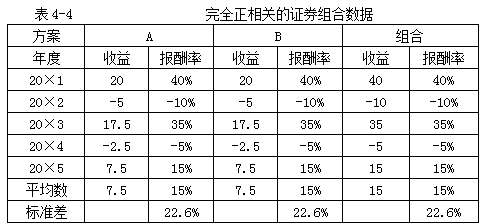 表4-4 完全正相关的证券组合数据
方案 A B 组合
年度 收益 报酬率 收益 报酬率 收益 报酬率
20×1 20 40% 20 40% 40 40%
20×2 -5 -10% -5 -10% -10 -10%
20×3 17.5 35% 17.5 35% 35 35%
20×4 -2.5 -5% -2.5 -5% -5 -5%
20×5 7.5 15% 7.5 15% 15 15%
平均数 7.5 15% 7.5 15% 15 15%
标准差 22.6% 22.6% 22.6%